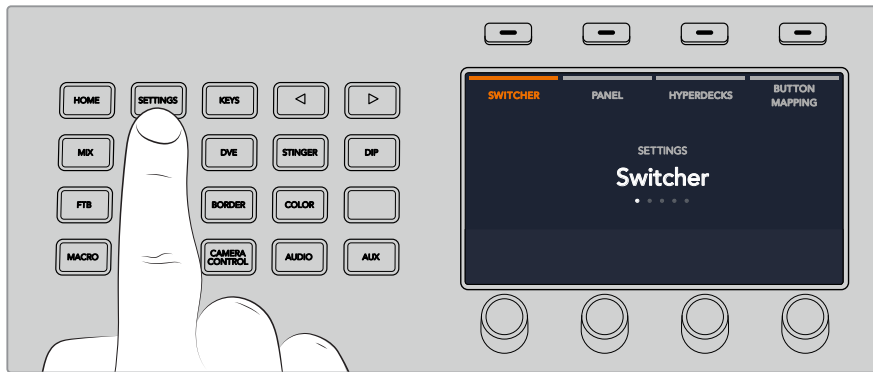 HOME
SETTINGS
KEYS
MIX
DVE
STINGER
DIP
FTB
BORDER
COLOR
MACRO
CAMERA
CONTROL
AUDIO
AUX
SWITCHER
PANEL
HYPERDECKS
BUTTON
MAPPING
SETTINGS
Switcher